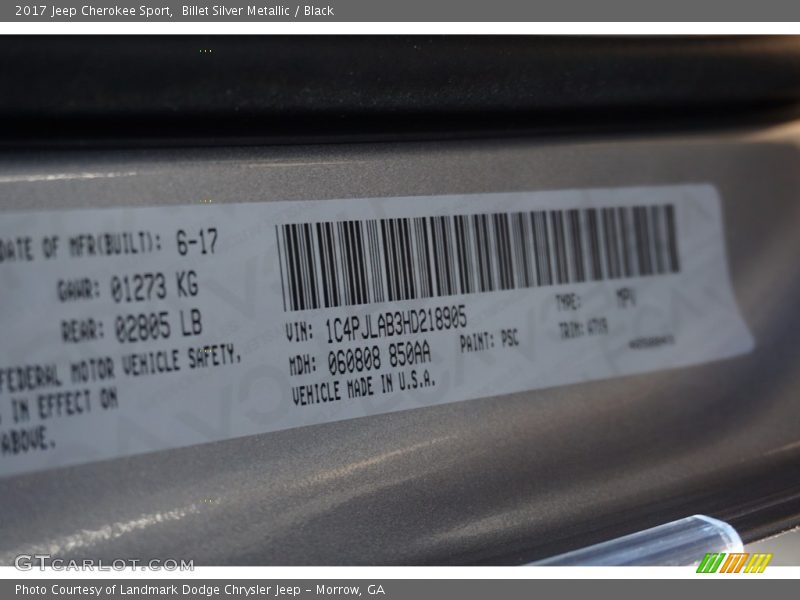 2017 Jeep Cherokee Sport,  Billet Silver Metallic / Black
DATE OF MFR(BUILT): 6-17
GAWR: 01273 KG
REAR: 02805 LB
FEDERAL MOTOR VEHICLE SAFETY,
IN EFFECT ON
ABOVE.
VIN: 1C4PJLAB3HD218905
MDH: 060808 850AA
VEHICLE MADE IN U.S.A.
PAINT: PSC
TYPE: MPV
TRIM:
GTCARLOT.COM
Photo Courtesy of Landmark Dodge Chrysler Jeep – Morrow, GA